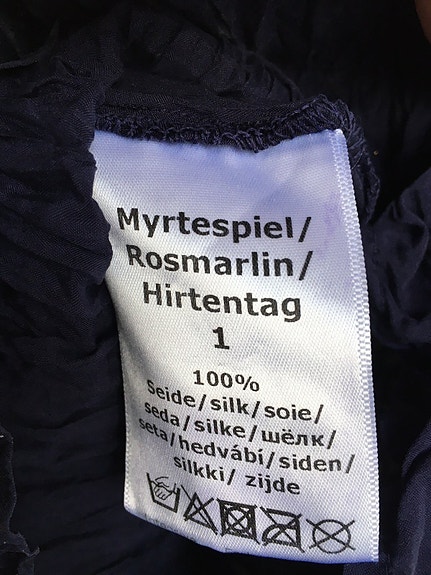 Myrtespiel/
Rosmarlin/
Hirtentag
1
100%
Seide/silk/soie/
seda/silke/шёлк/
seta/hedvábí/siden/
silkki/ zijde